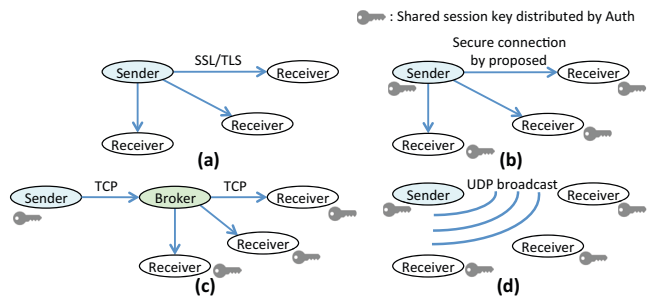 : Shared session key distributed by Auth
Sender
SSL/TLS
Receiver
Receiver
Receiver
(a)
Secure connection
by proposed
Sender
Receiver
Receiver
Receiver
(b)
Sender
TCP
Broker
TCP
Receiver
Receiver
Receiver
(c)
Sender
UDP broadcast
Receiver
Receiver
Receiver
(d)